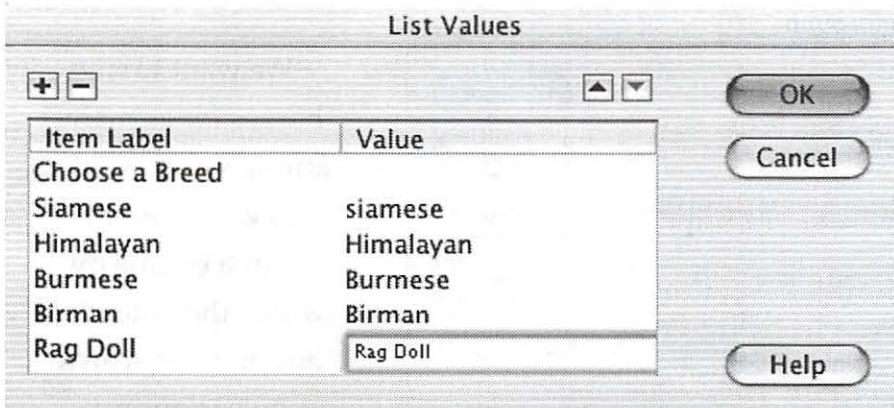 List Values
OK
Cancel
Item Label Value
Choose a Breed
Siamese siamese
Himalayan Himalayan
Burmese Burmese
Birman Birman
Rag Doll Rag Doll
Help